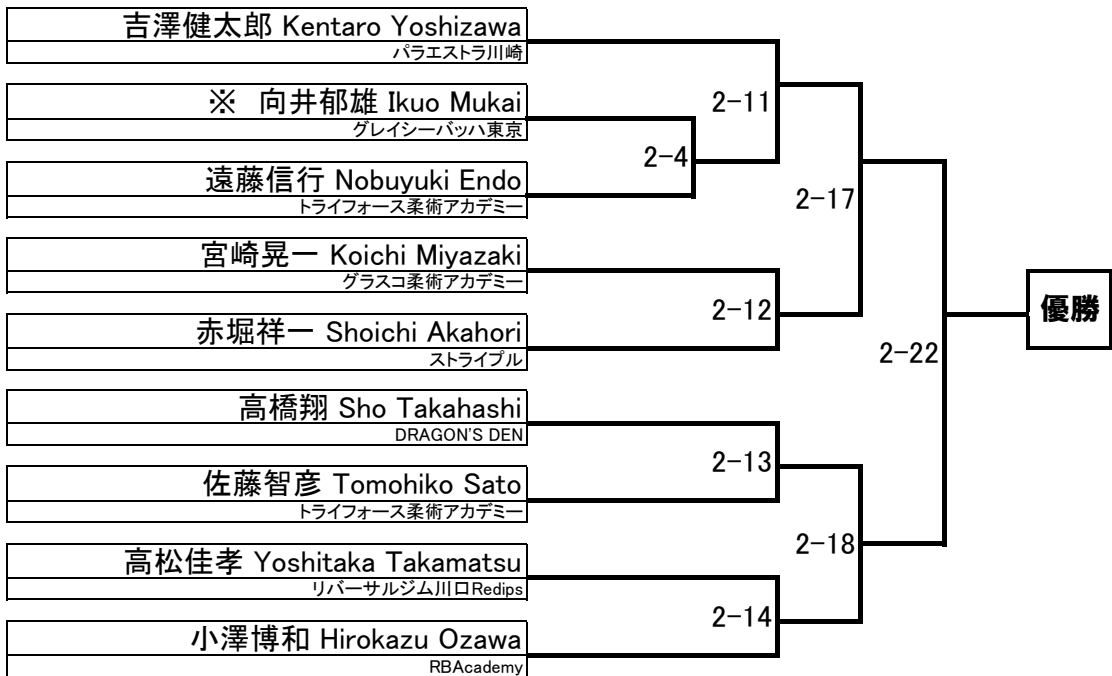 吉澤健太郎 Kentaro Yoshizawa
パラエストラ川崎
※ 向井郁雄 Ikuo Mukai
グレイシーバッハ東京
遠藤信行 Nobuyuki Endo
トライフォース柔術アカデミー
宮崎晃一 Koichi Miyazaki
グラスコ柔術アカデミー
赤堀祥一 Shoichi Akahori
ストライプル
高橋翔 Sho Takahashi
DRAGON'S DEN
佐藤智彦 Tomohiko Sato
トライフォース柔術アカデミー
高松佳孝 Yoshitaka Takamatsu
リバーサルジム川口Redips
小澤博和 Hirokazu Ozawa
RBAcademy
2-4
2-11
2-12
2-13
2-14
2-17
2-18
2-22
優勝